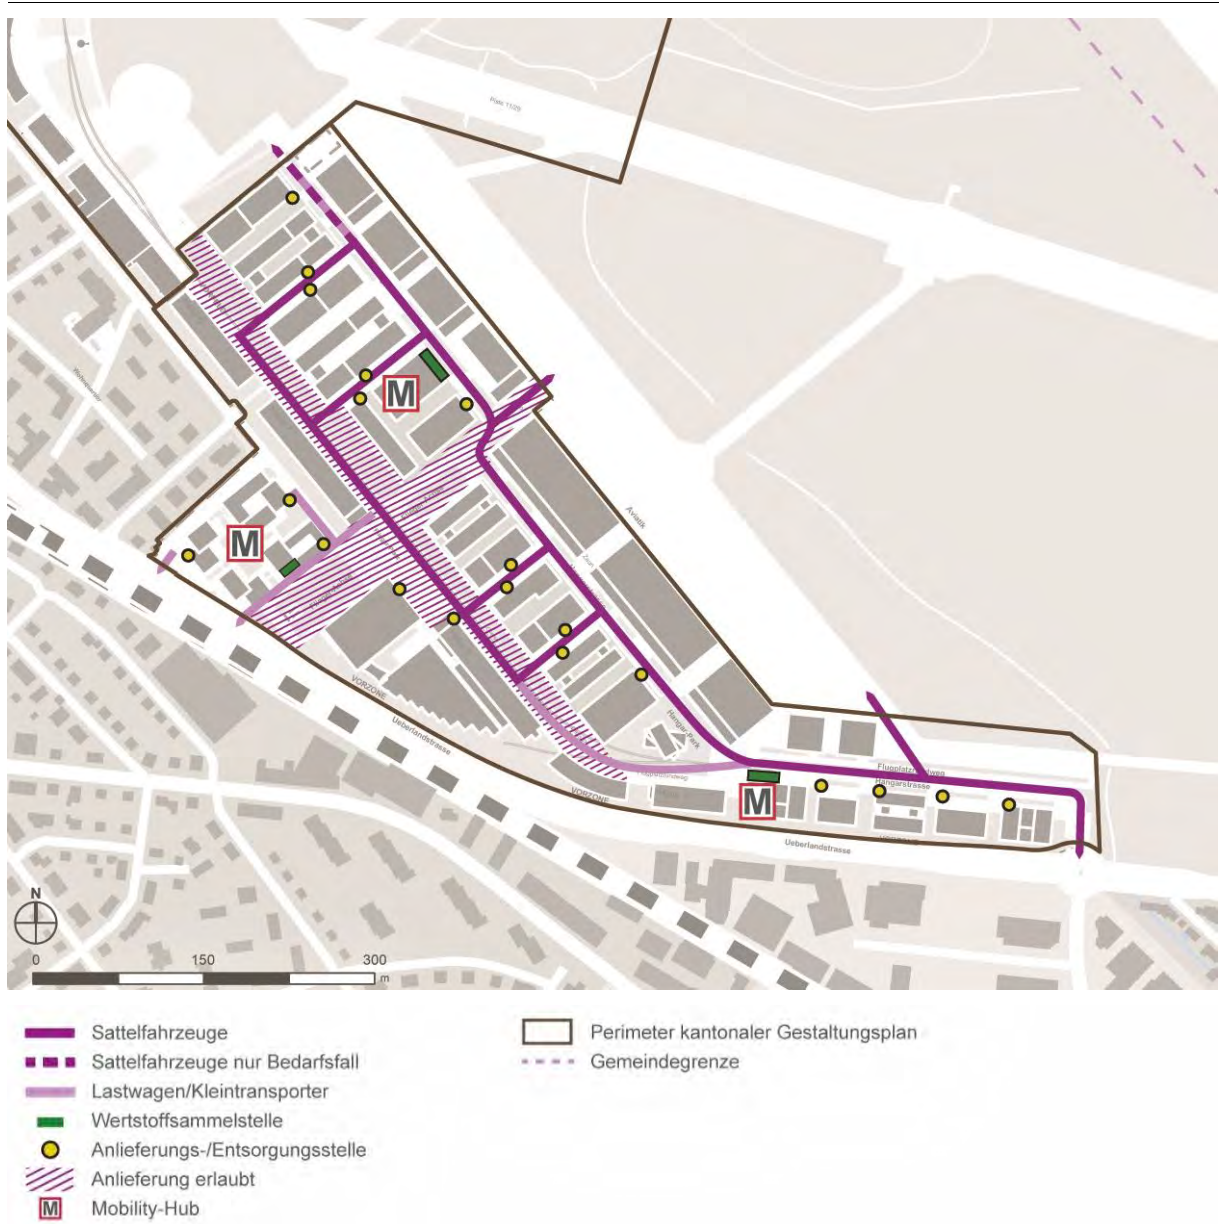 Piste 11/29
Aviatik
M
M
VORZONE
Ueberlandstrasse
Hangar-Park
Hangarstrasse
VORZONE
M
Ueberlandstrasse
N
0 150 300
m
Sattelfahrzeuge
Sattelfahrzeuge nur Bedarfsfall
Lastwagen/Kleintransporter
Wertstoffsammelstelle
Anlieferungs-/Entsorgungsstelle
Anlieferung erlaubt
M Mobility-Hub
Perimeter kantonaler Gestaltungsplan
Gemeindegrenze